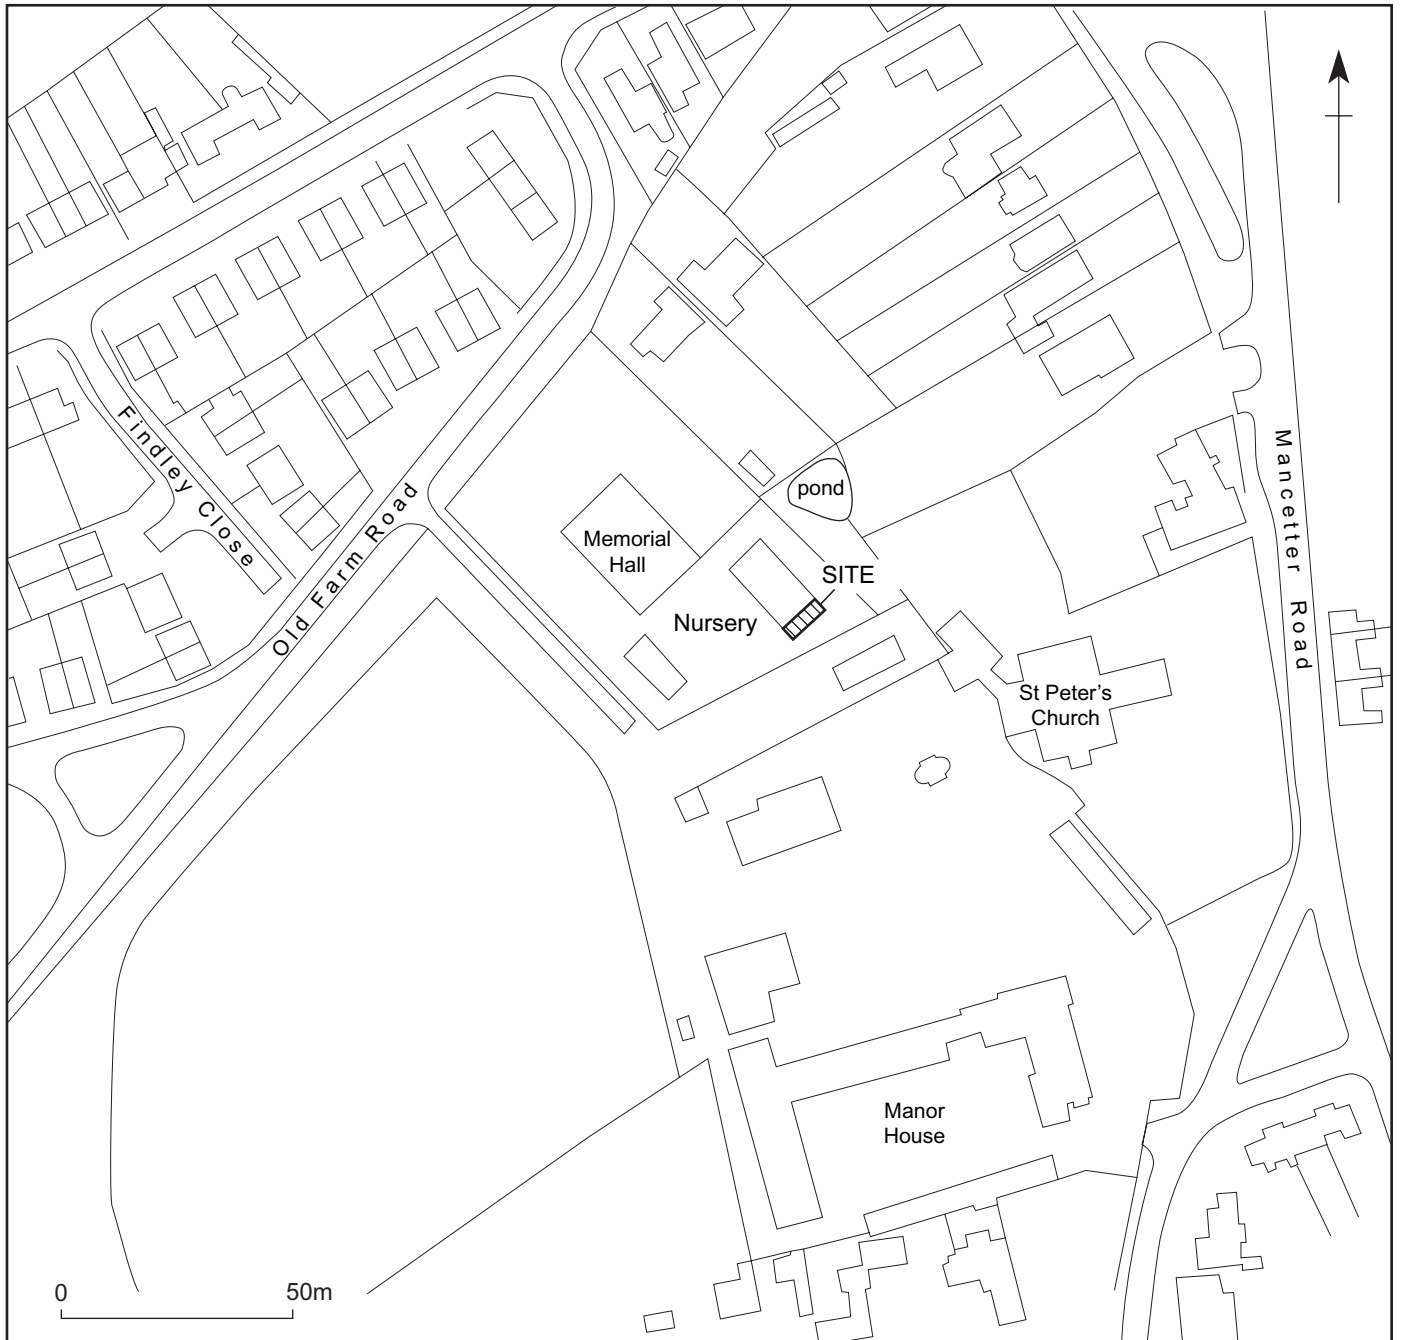 Findley Close
Old Farm Road
Mancetter Road
pond
Memorial
Hall
SITE
Nursery
St Peter's
Church
Manor
House
0
50m